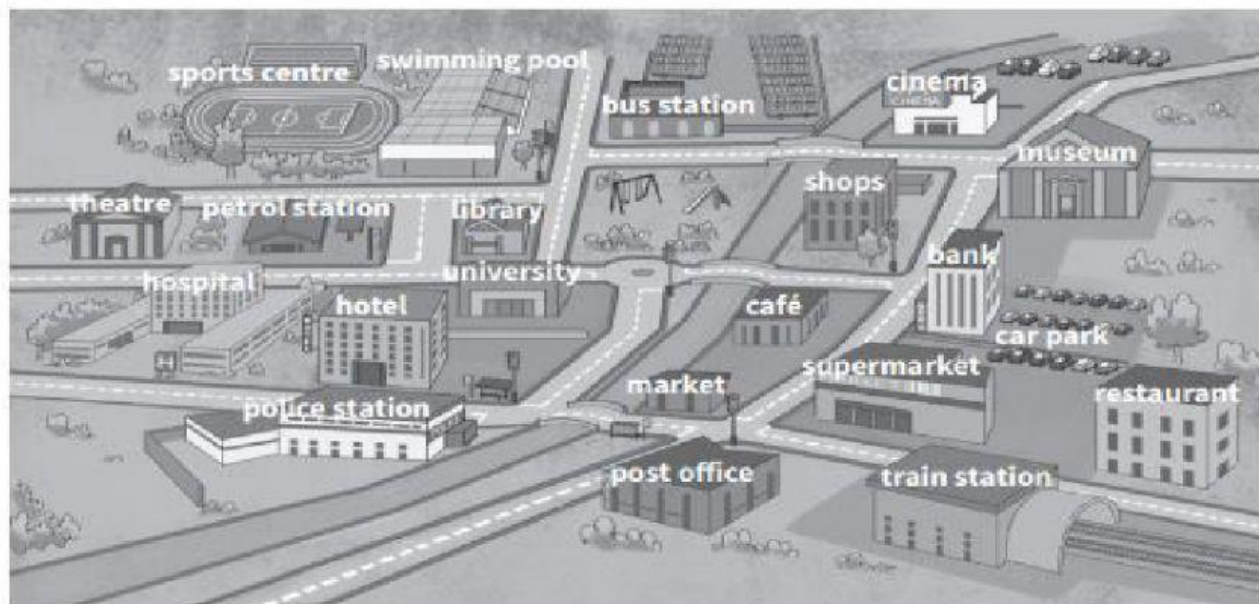 sports centre
swimming pool
bus station
cinema
CINEMA
museum
shops
theatre
petrol station
library
bank
hospital
university
hotel
café
car park
supermarket
market
restaurant
police station
post office
train station